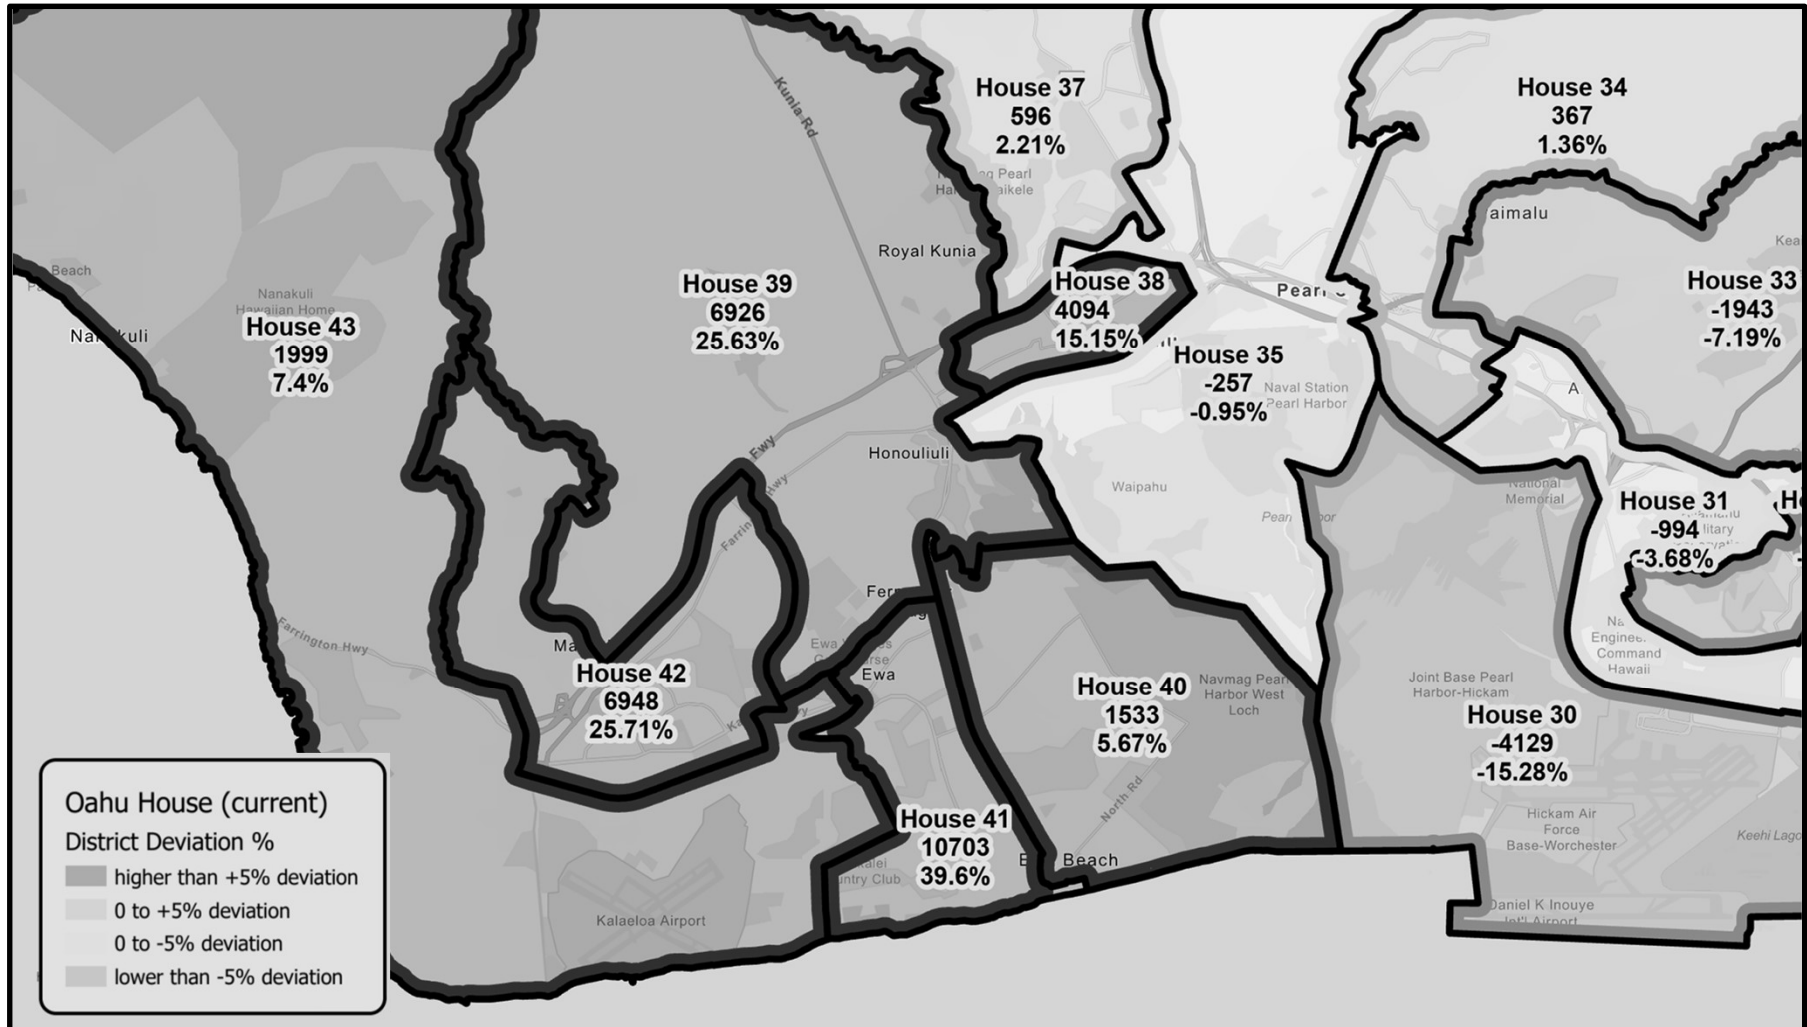 House 37
596
2.21%
House 34
367
1.36%
Kunia Rd
aimalu
Royal Kunia
Beach
Nanakuli
Hawaiian Home
House 43
1999
7.4%
House 39
6926
25.63%
House 38
4094
15.15%
House 33
-1943
-7.19%
House 35
-257
-0.95%
Naval Station
Pearl Harbor
A
Fwy
Honouliuli
Waipahu
National
Memorial
House 31
-994
-3.68%
Farrington Hwy
House 42
6948
25.71%
Ewa
House 40
1533
5.67%
Navmag Pearl
Harbor West
Loch
Joint Base Pearl
Harbor-Hickam
Command
Hawaii
House 30
-4129
-15.28%
North Rd
House 41
10703
39.6%
Beach
Hickam Air
Force
Base-Worchester
Keehi Lago
Kalaeloa Airport
Daniel K Inouye
Int'l Airport
Oahu House (current)
District Deviation %
higher than +5% deviation
0 to +5% deviation
0 to -5% deviation
lower than -5% deviation